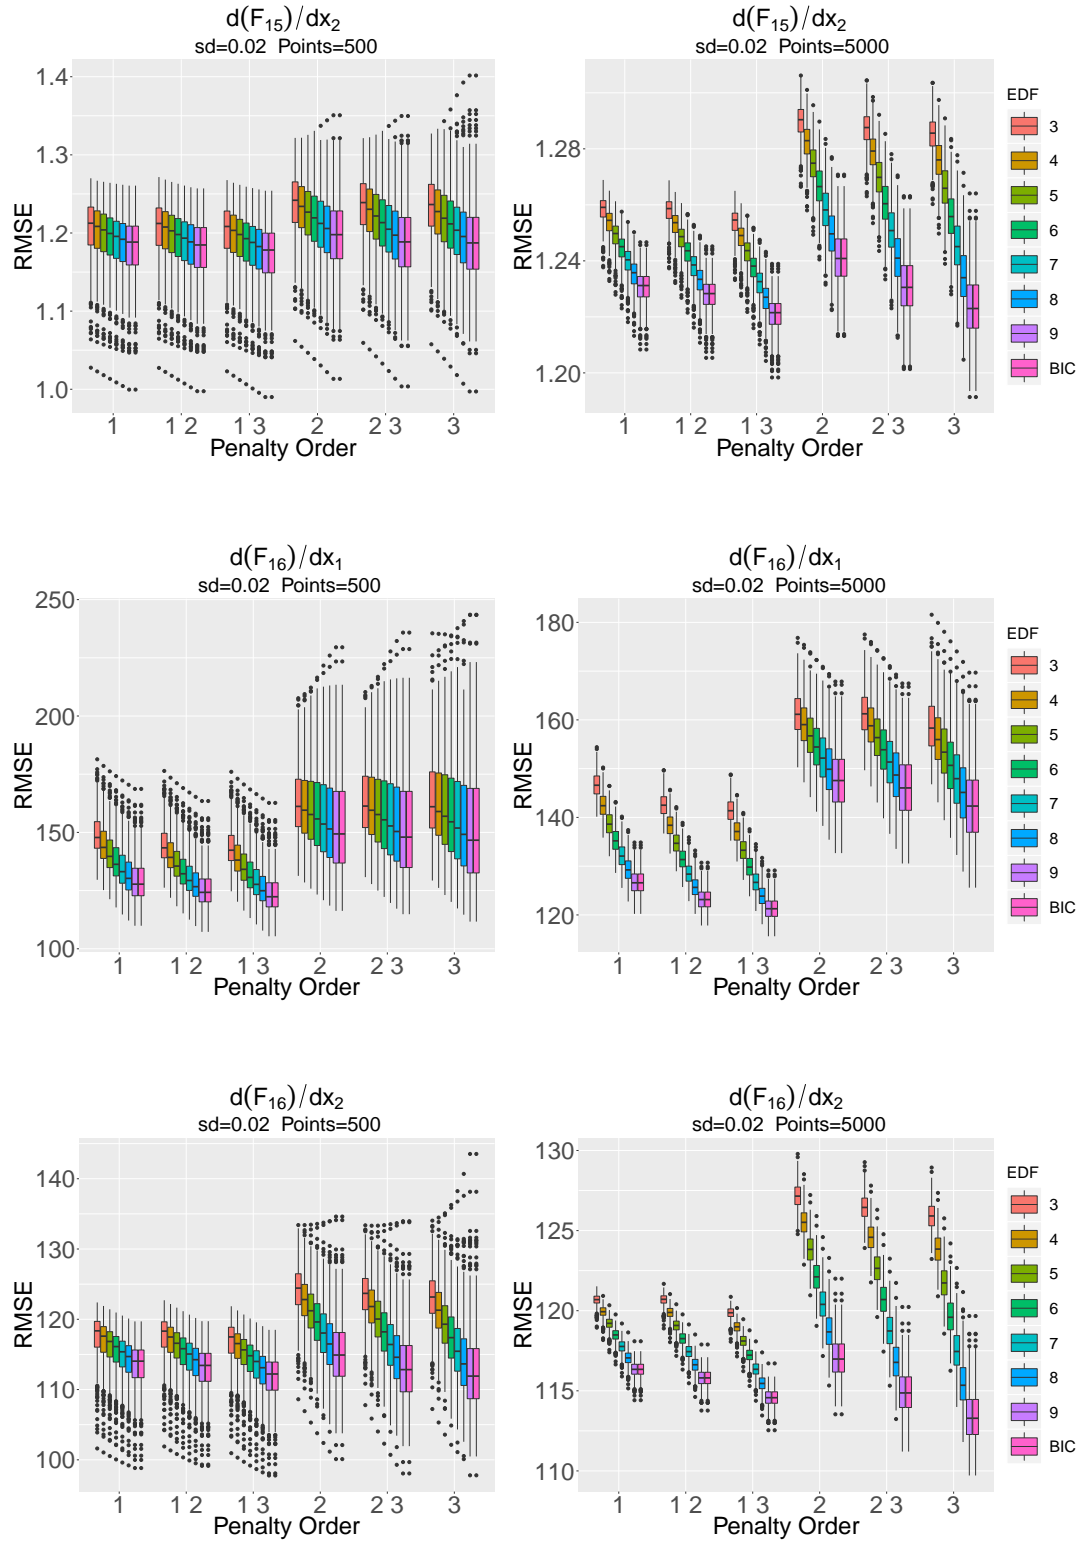 d(F15)/dx2
sd=0.02 Points=500
RMSE
1.4
1.3
1.2
1.1
1.0
1 1 2 1 3 2 2 3 3
Penalty Order
d(F15)/dx2
sd=0.02 Points=5000
RMSE
1.28
1.24
1.20
1 1 2 1 3 2 2 3 3
Penalty Order
EDF
3
4
5
6
7
8
9
BIC
d(F16)/dx1
sd=0.02 Points=500
RMSE
250
200
150
100
1 1 2 1 3 2 2 3 3
Penalty Order
d(F16)/dx1
sd=0.02 Points=5000
RMSE
180
160
140
120
1 1 2 1 3 2 2 3 3
Penalty Order
EDF
3
4
5
6
7
8
9
BIC
d(F16)/dx2
sd=0.02 Points=500
RMSE
140
130
120
110
100
1 1 2 1 3 2 2 3 3
Penalty Order
d(F16)/dx2
sd=0.02 Points=5000
RMSE
130
125
120
115
110
1 1 2 1 3 2 2 3 3
Penalty Order
EDF
3
4
5
6
7
8
9
BIC